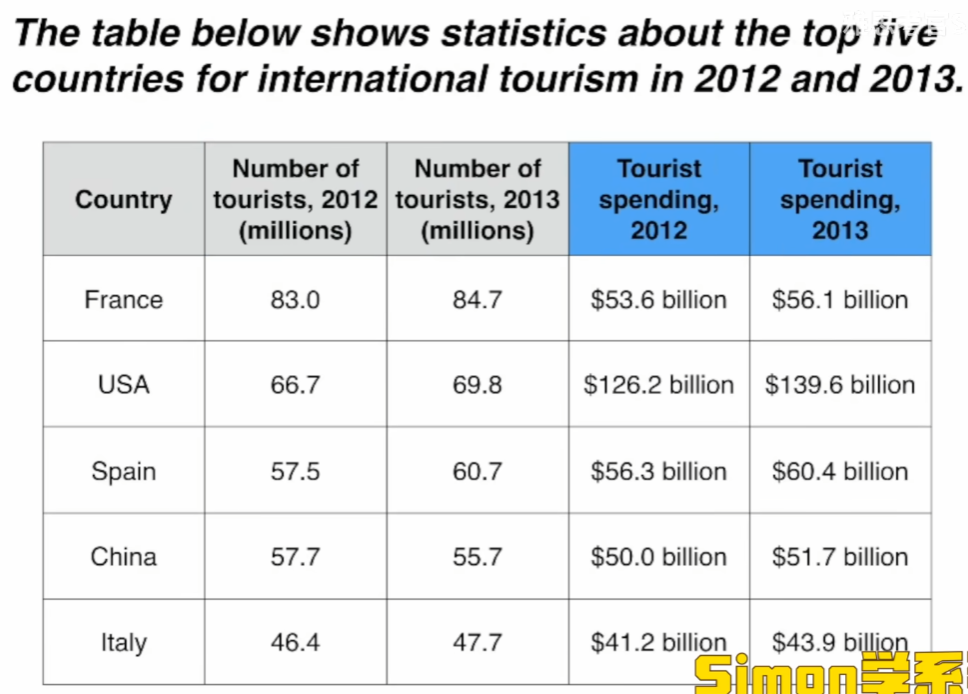 The table below shows statistics about the top five
countries for international tourism in 2012 and 2013.
Country
Number of
tourists, 2012
(millions)
Number of
tourists, 2013
(millions)
Tourist
spending,
2012
Tourist
spending,
2013
France 83.0 84.7 $53.6 billion $56.1 billion
USA 66.7 69.8 $126.2 billion $139.6 billion
Spain 57.5 60.7 $56.3 billion $60.4 billion
China 57.7 55.7 $50.0 billion $51.7 billion
Italy 46.4 47.7 $41.2 billion $43.9 billion
Simon学系